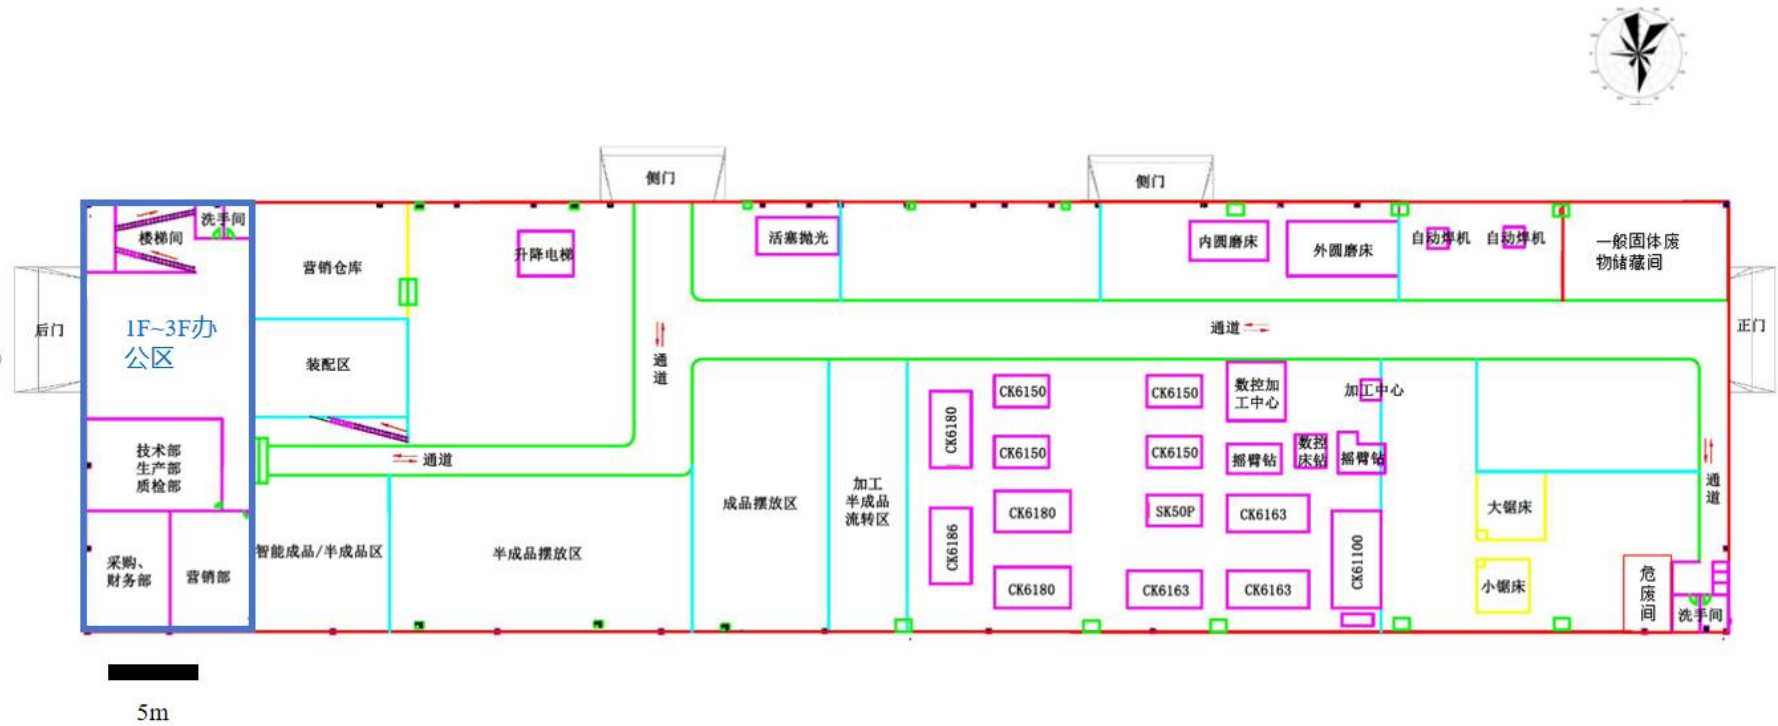 侧门
侧门
洗手间
楼梯间
营销仓库
升降电梯
活塞抛光
内圆磨床
外圆磨床
自动焊机
自动焊机
一般固体废
物储藏间
后门
1F~3F办
公区
装配区
通
道
通道
正门
技术部
生产部
质检部
通道
采购、
财务部
营销部
智能成品/半成品区
半成品摆放区
成品摆放区
加工
半成品
流转区
CK6180
CK6186
CK6150
CK6150
CK6180
CK6180
CK6150
CK6150
SK50P
CK6163
数控加
工中心
摇臂钻
CK6163
CK6163
数控
床钻
加工中心
摇臂钻
CK61100
大锯床
小锯床
通
道
危
废
间
洗手间
5m